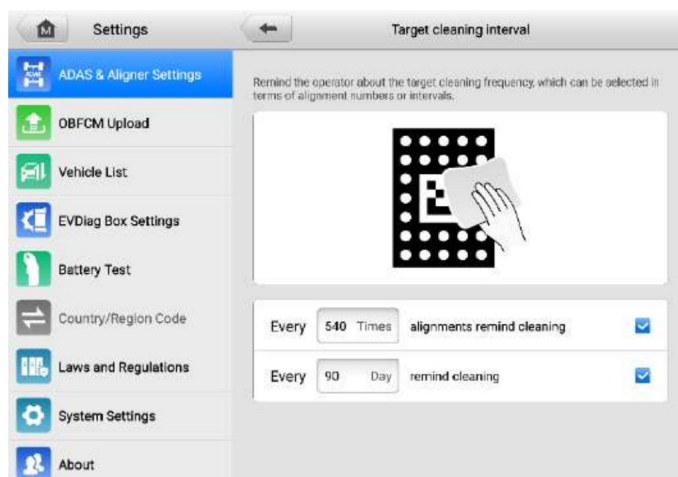 Settings
Target cleaning interval
ADAS & Aligner Settings
OBFCM Upload
Vehicle List
EVDiag Box Settings
Battery Test
Country/Region Code
Laws and Regulations
System Settings
About
Remind the operator about the target cleaning frequency, which can be selected in
terms of alignment numbers or intervals.
Every 540 Times alignments remind cleaning
Every 90 Day remind cleaning